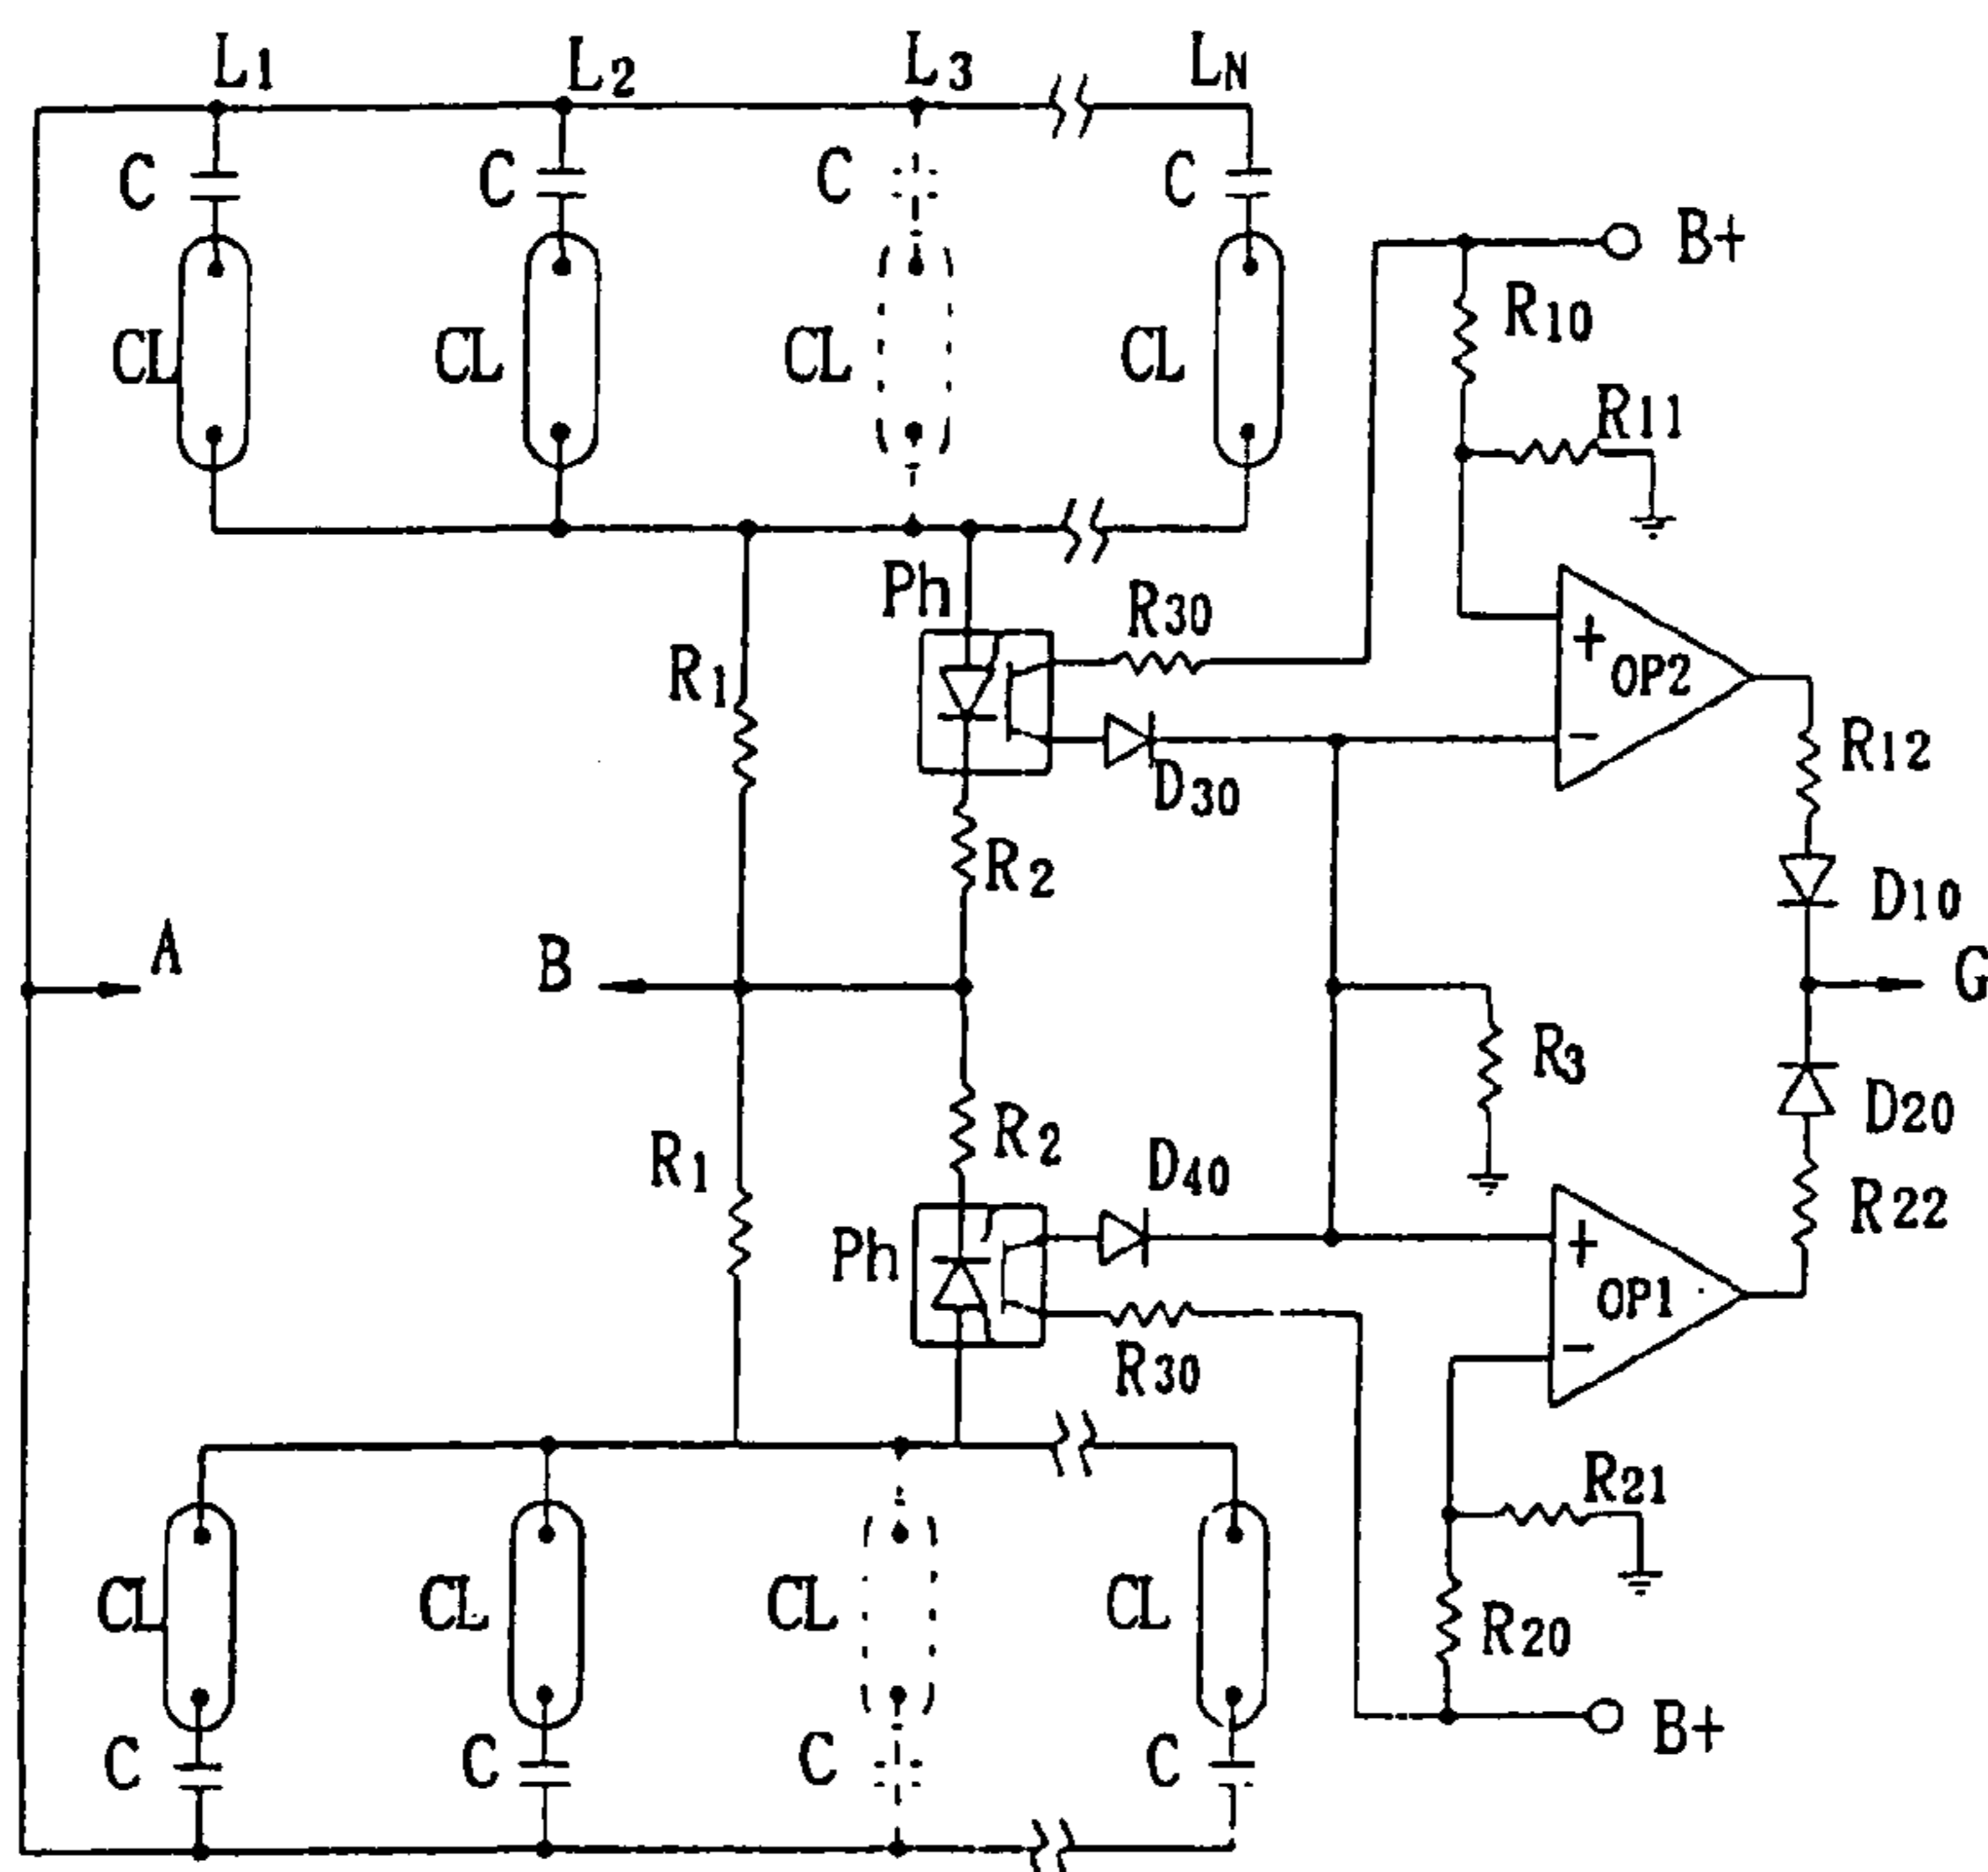 L1 L2 L3 LN
C C C C
B+
R10
CL CL CL CL
R11
Ph
R30
R1
+
OP2
-
R12
D30
R2
D10
A
B
G
R3
D20
R2
R1
D40
R22
Ph
+
OP1
-
R30
R21
CL CL CL CL
R20
B+
C C C C